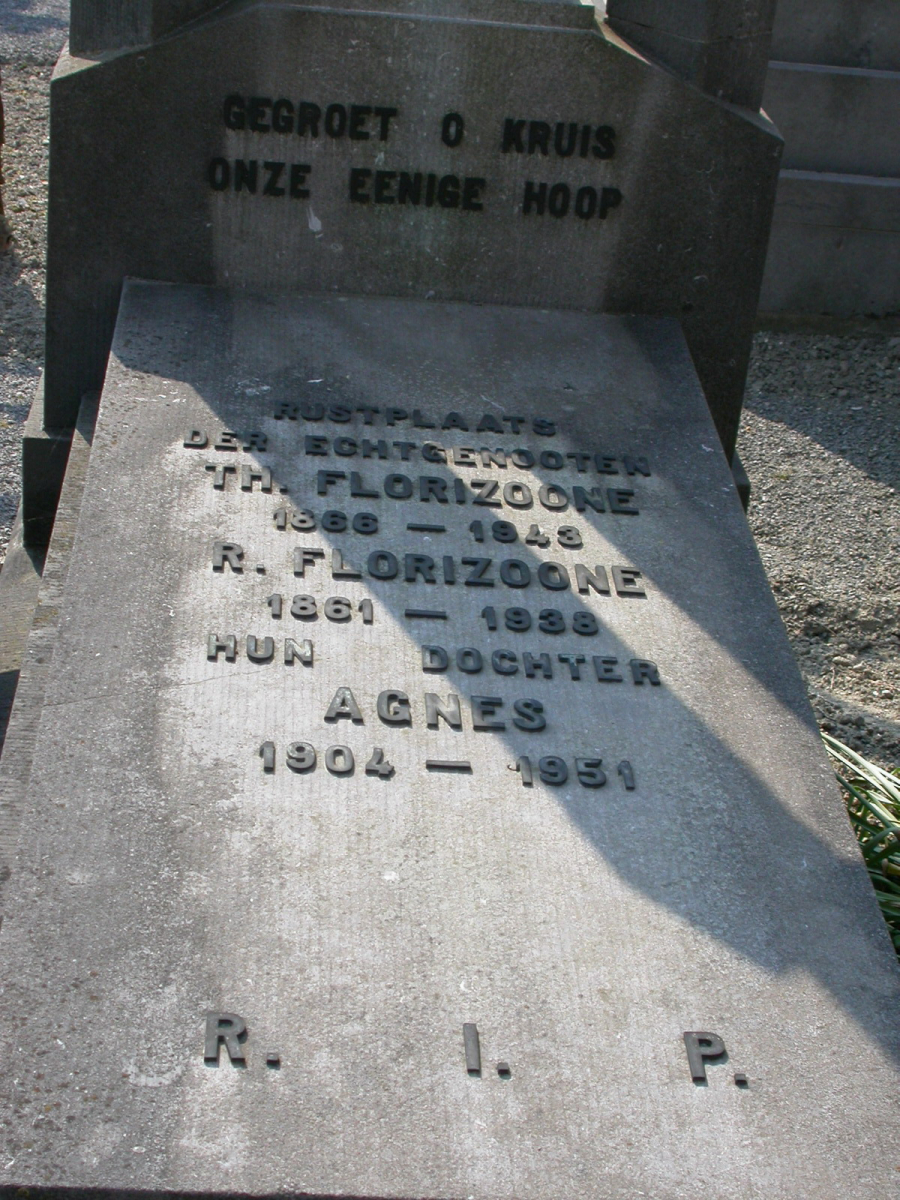 GEGROET O KRUIS
ONZE EENIGE HOOP
RUSTPLAATS
DER ECHTGENOOTEN
TH. FLORIZOONE
1866 — 1943
R. FLORIZOONE
1861 — 1938
HUN DOCHTER
AGNES
1904 — 1951
R. I. P.